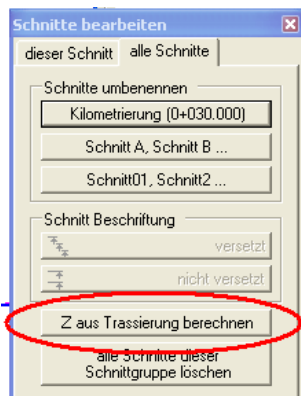 Schnitte bearbeiten
dieser Schnitt alle Schnitte
Schnitte umbenennen
Kilometrierung (0+030.000)
Schnitt A, Schnitt B ...
Schnitt01, Schnitt2 ...
Schnitt Beschriftung
versetzt
nicht versetzt
Z aus Trassierung berechnen
alle Schnitte dieser
Schnittgruppe löschen